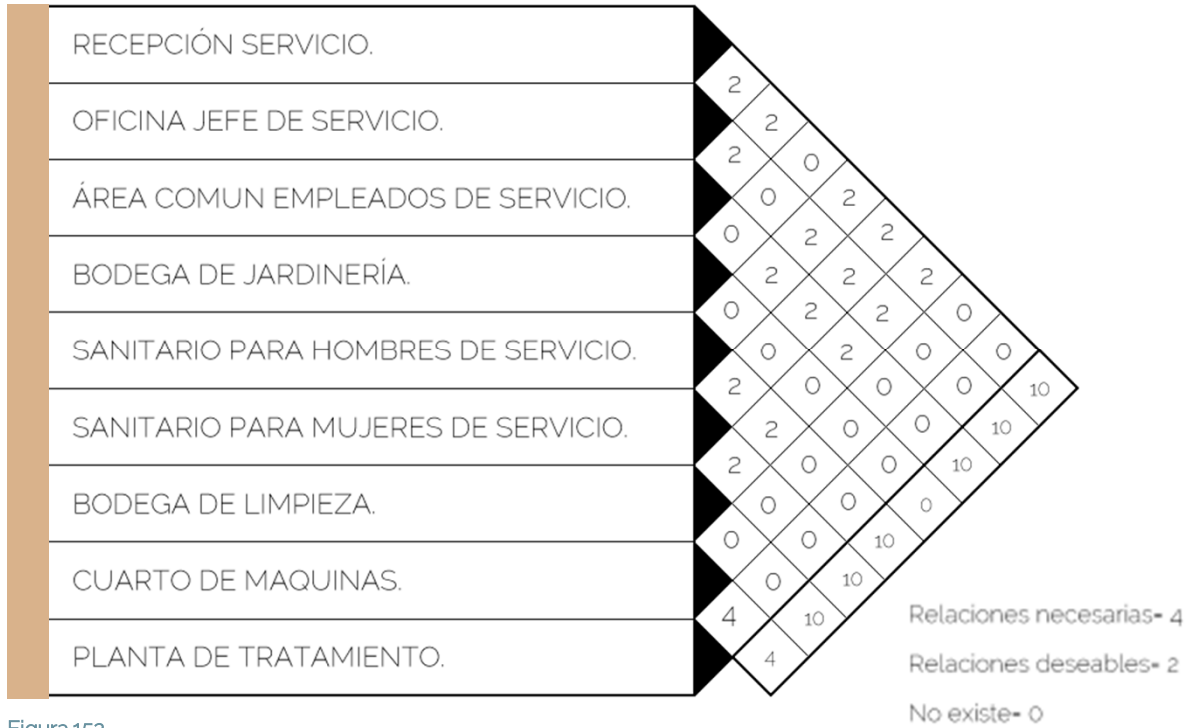 RECEPCIÓN SERVICIO.
2
OFICINA JEFE DE SERVICIO. 2
2 0
ÁREA COMUN EMPLEADOS DE SERVICIO. 0 2
0 2 2
BODEGA DE JARDINERÍA. 2 2 2
0 2 2 0
SANITARIO PARA HOMBRES DE SERVICIO. 0 2 0 0
2 0 0 0 10
SANITARIO PARA MUJERES DE SERVICIO. 2 0 0 10
2 0 0 10
BODEGA DE LIMPIEZA. 0 0 0
0 0 10
CUARTO DE MAQUINAS. 0 10
4 10
PLANTA DE TRATAMIENTO. 4
Relaciones necesarias= 4
Relaciones deseables= 2
No existe= 0
Figura